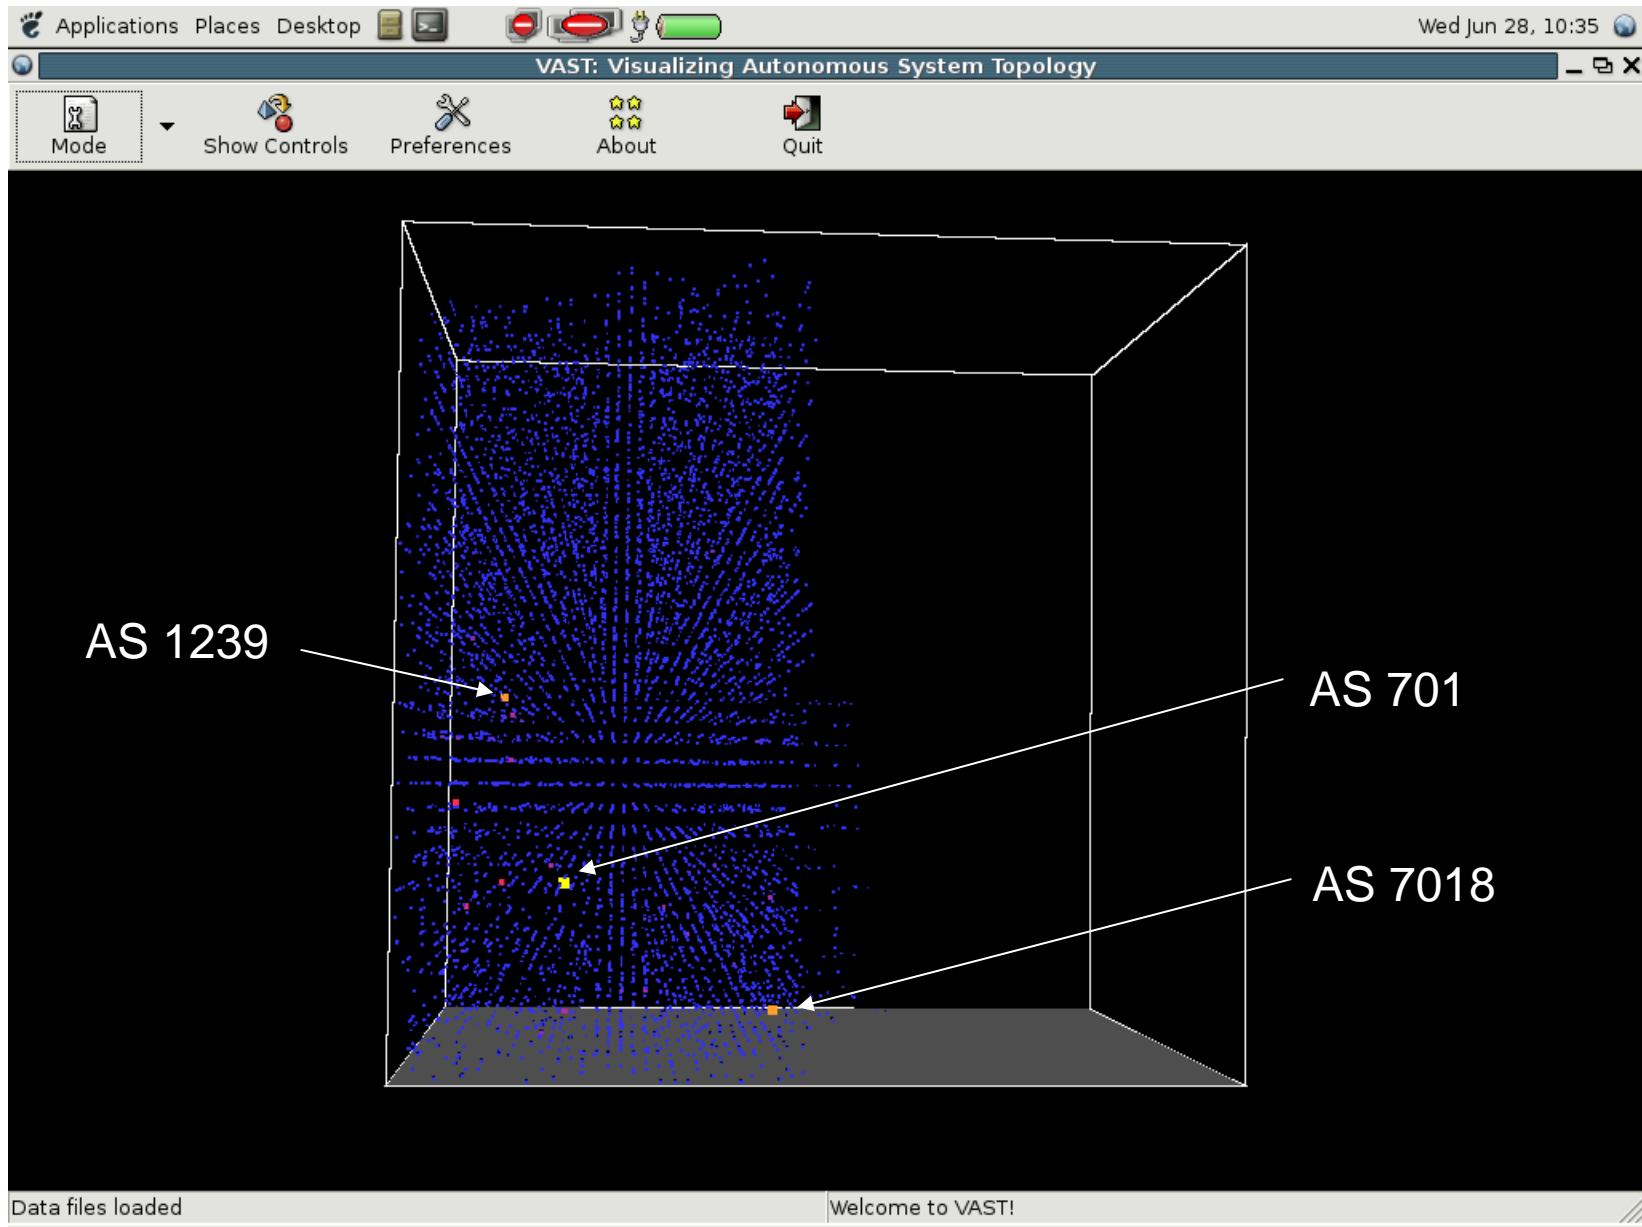 Applications Places Desktop
Wed Jun 28, 10:35
VAST: Visualizing Autonomous System Topology
Mode
Show Controls
Preferences
About
Quit
AS 1239
AS 701
AS 7018
Data files loaded
Welcome to VAST!